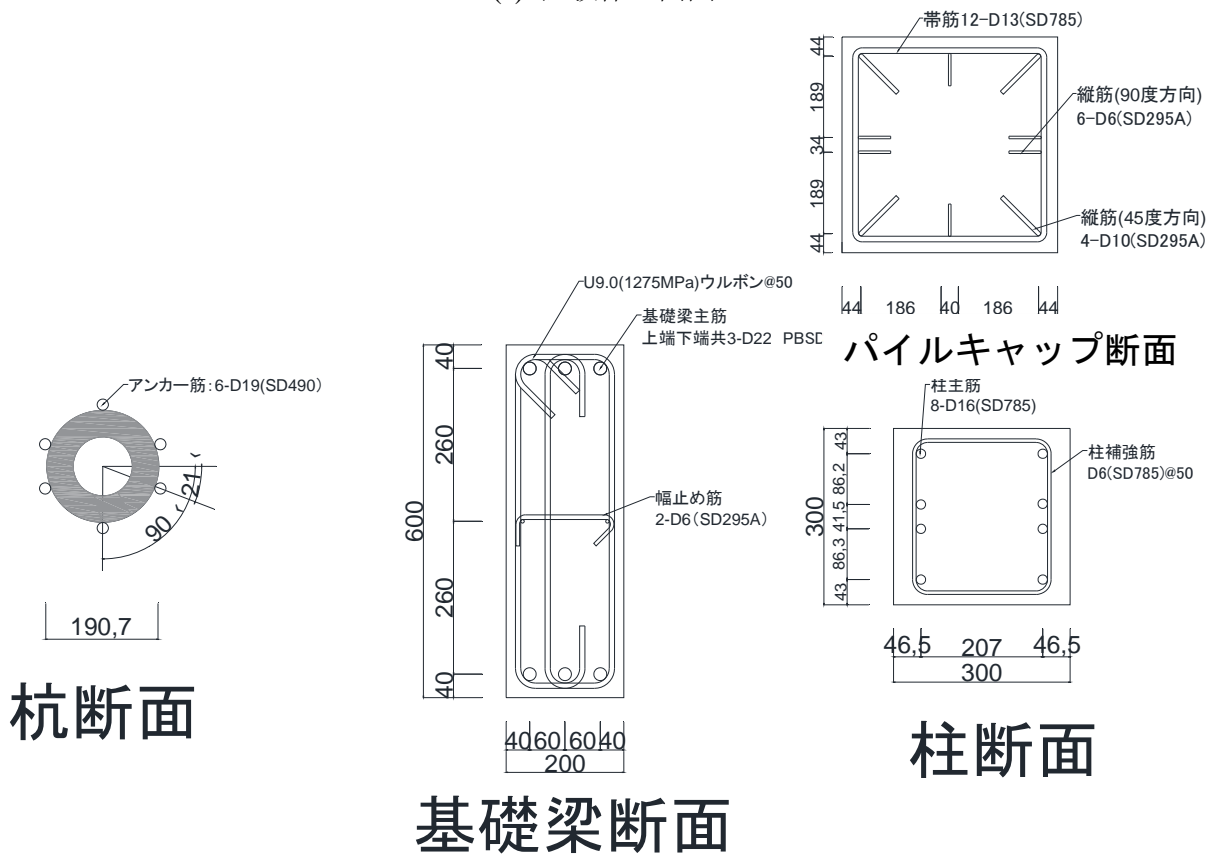 帯筋12-D13(SD785)
44
189
34
189
44
縦筋(90度方向)
6-D6(SD295A)
縦筋(45度方向)
4-D10(SD295A)
44 186 40 186 44
パイルキャップ断面
アンカー筋:6-D19(SD490)
90
21
190,7
杭断面
U9.0(1275MPa)ウルボン@50
基礎梁主筋
上端下端共3-D22 PBSD
幅止め筋
2-D6(SD295A)
40
260
600
260
40
40 60 60 40
200
基礎梁断面
柱主筋
8-D16(SD785)
柱補強筋
D6(SD785)@50
43
86,2
300
41,5
86,3
43
46,5 207 46,5
300
柱断面